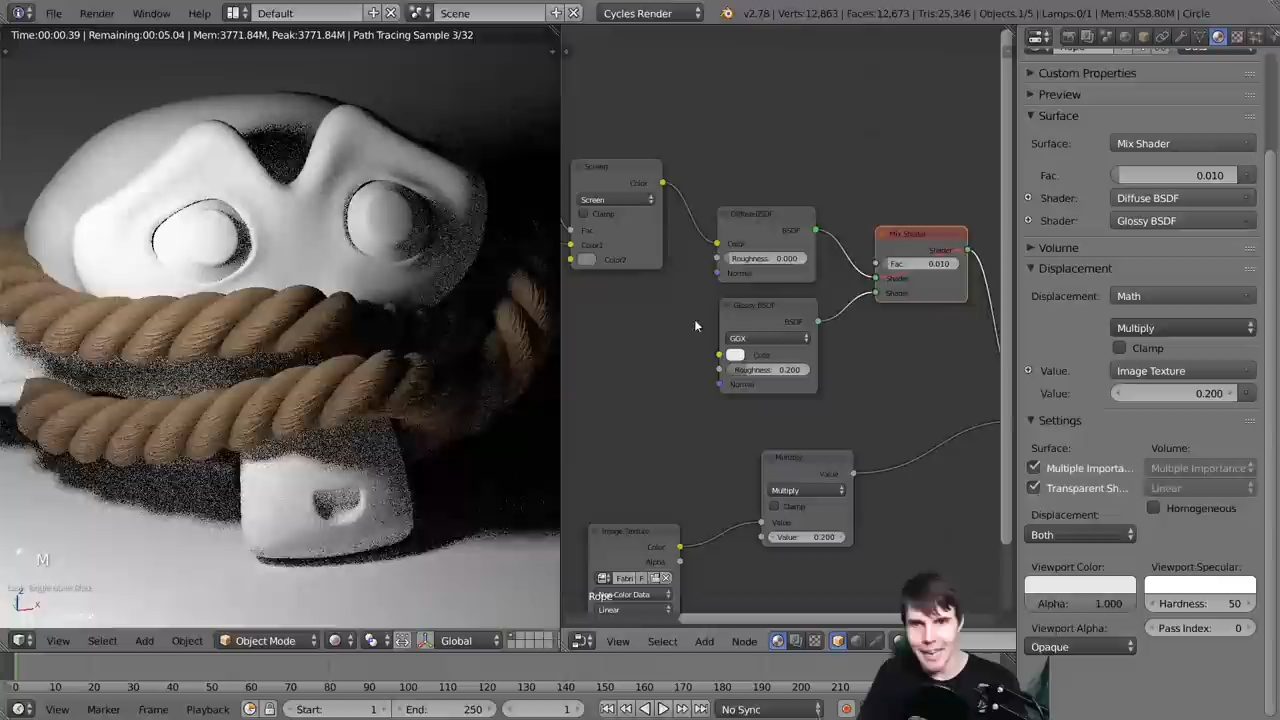 File Render Window Help Default Scene Cycles Render v2.78 | Verts:12,863 | Faces:12,673 | Tris:25,346 | Objects:1/5 | Lamps:0/1 | Mem:4558.80M | Circle
Time:00:00.39 | Remaining:00:05.04 | Mem:3771.84M, Peak:3771.84M | Path Tracing Sample 3/32
Custom Properties
Preview
Surface
Surface: Mix Shader
Fac: 0.010
Shader: Diffuse BSDF
Shader: Glossy BSDF
Volume
Displacement
Displacement: Math
Multiply
Clamp
Value: Image Texture
Value: 0.200
Settings
Surface: Volume:
Multiple Importa... Multiple Importance
Transparent Sh... Linear
Homogeneous
Displacement:
Both
Viewport Color: Viewport Specular:
Alpha: 1.000 Hardness: 50
Viewport Alpha: Pass Index: 0
Opaque
Screen
Color
Screen
Clamp
Fac
Color1
Color2
Diffuse BSDF
BSDF
Color
Roughness: 0.000
Normal
Glossy BSDF
BSDF
GGX
Color
Roughness: 0.200
Normal
Mix Shader
Shader
Fac: 0.010
Shader
Shader
Multiply
Value
Multiply
Clamp
Value
Value: 0.200
Image Texture
Color
Alpha
Fabri F
Non-Color Data
Linear
Rope
M
x
View Select Add Object Object Mode Global
View Select Add Node
0 10 20 30 40 50 60 70 80 90 100 110 120 130 140 150 160 170 180 190 200 210
View Marker Frame Playback Start: 1 End: 250 1 No Sync